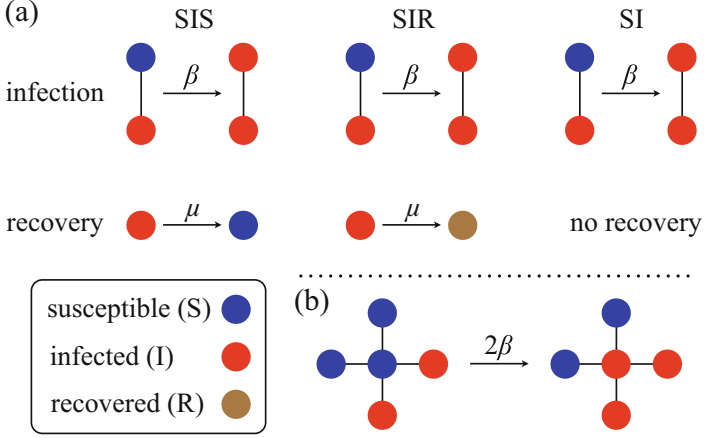 (a)
SIS SIR SI
infection β β β
recovery μ μ no recovery
susceptible (S)
infected (I)
recovered (R)
(b)
2β